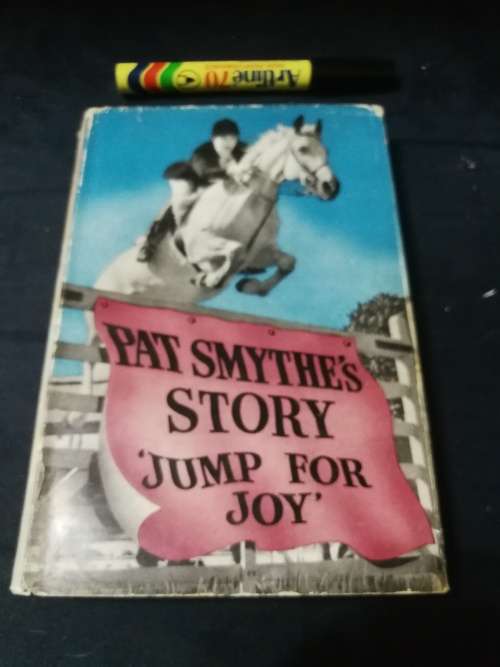 Artline 70
PAT SMYTHE'S
STORY
'JUMP FOR
JOY'